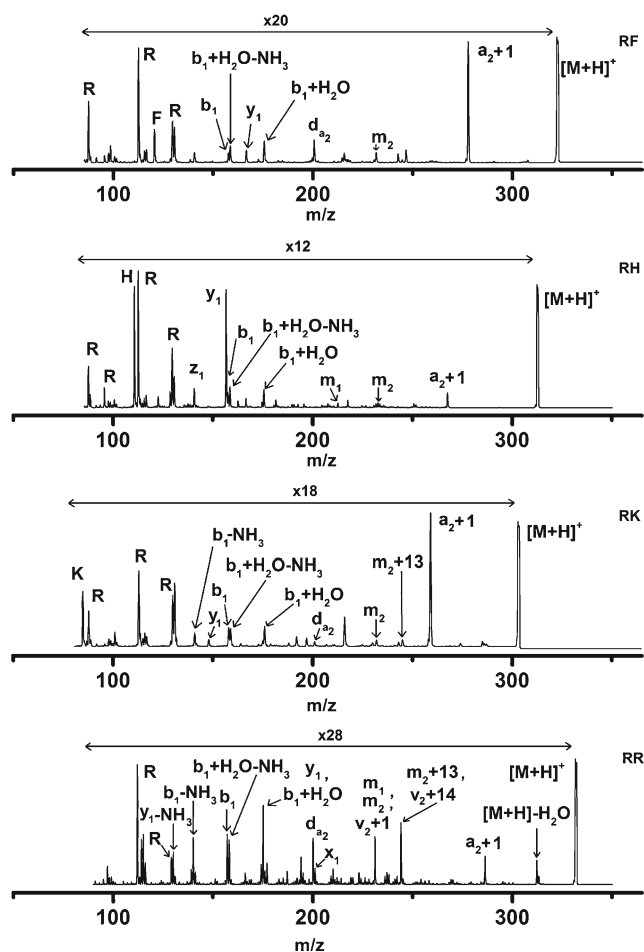 x20
RF
R
R
F
R
b₁
b₁+H₂O-NH₃
y₁
b₁+H₂O
d a₂
m₂
a₂+1
[M+H]⁺
100
200
300
m/z
x12
RH
R
R
H
R
z₁
R
y₁
b₁
b₁+H₂O-NH₃
b₁+H₂O
m₁
m₂
a₂+1
[M+H]⁺
100
200
300
m/z
x18
RK
K
R
R
R
b₁-NH₃
y₁
b₁
b₁+H₂O-NH₃
b₁+H₂O
d a₂
m₂
m₂+13
a₂+1
[M+H]⁺
100
200
300
m/z
x28
RR
R
R
y₁-NH₃
b₁-NH₃
b₁
b₁+H₂O-NH₃
b₁+H₂O
y₁,
d a₂
x₁
m₁,
m₂,
v₂+1
m₂+13,
v₂+14
a₂+1
[M+H]-H₂O
[M+H]⁺
100
200
300
m/z